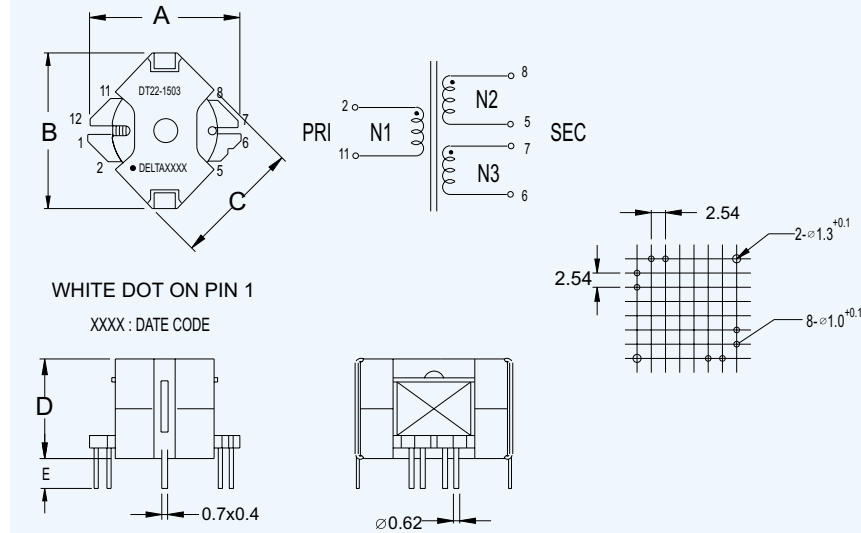 A
B
C
DT22-1503
11
8
12
7
1
6
2
5
DELTAXXXX
PRI
2
11
N1
N2
N3
8
5
7
6
SEC
2.54
2.54
2-⌀1.3+0.1
8-⌀1.0+0.1
WHITE DOT ON PIN 1
XXXX : DATE CODE
D
E
0.7x0.4
⌀0.62